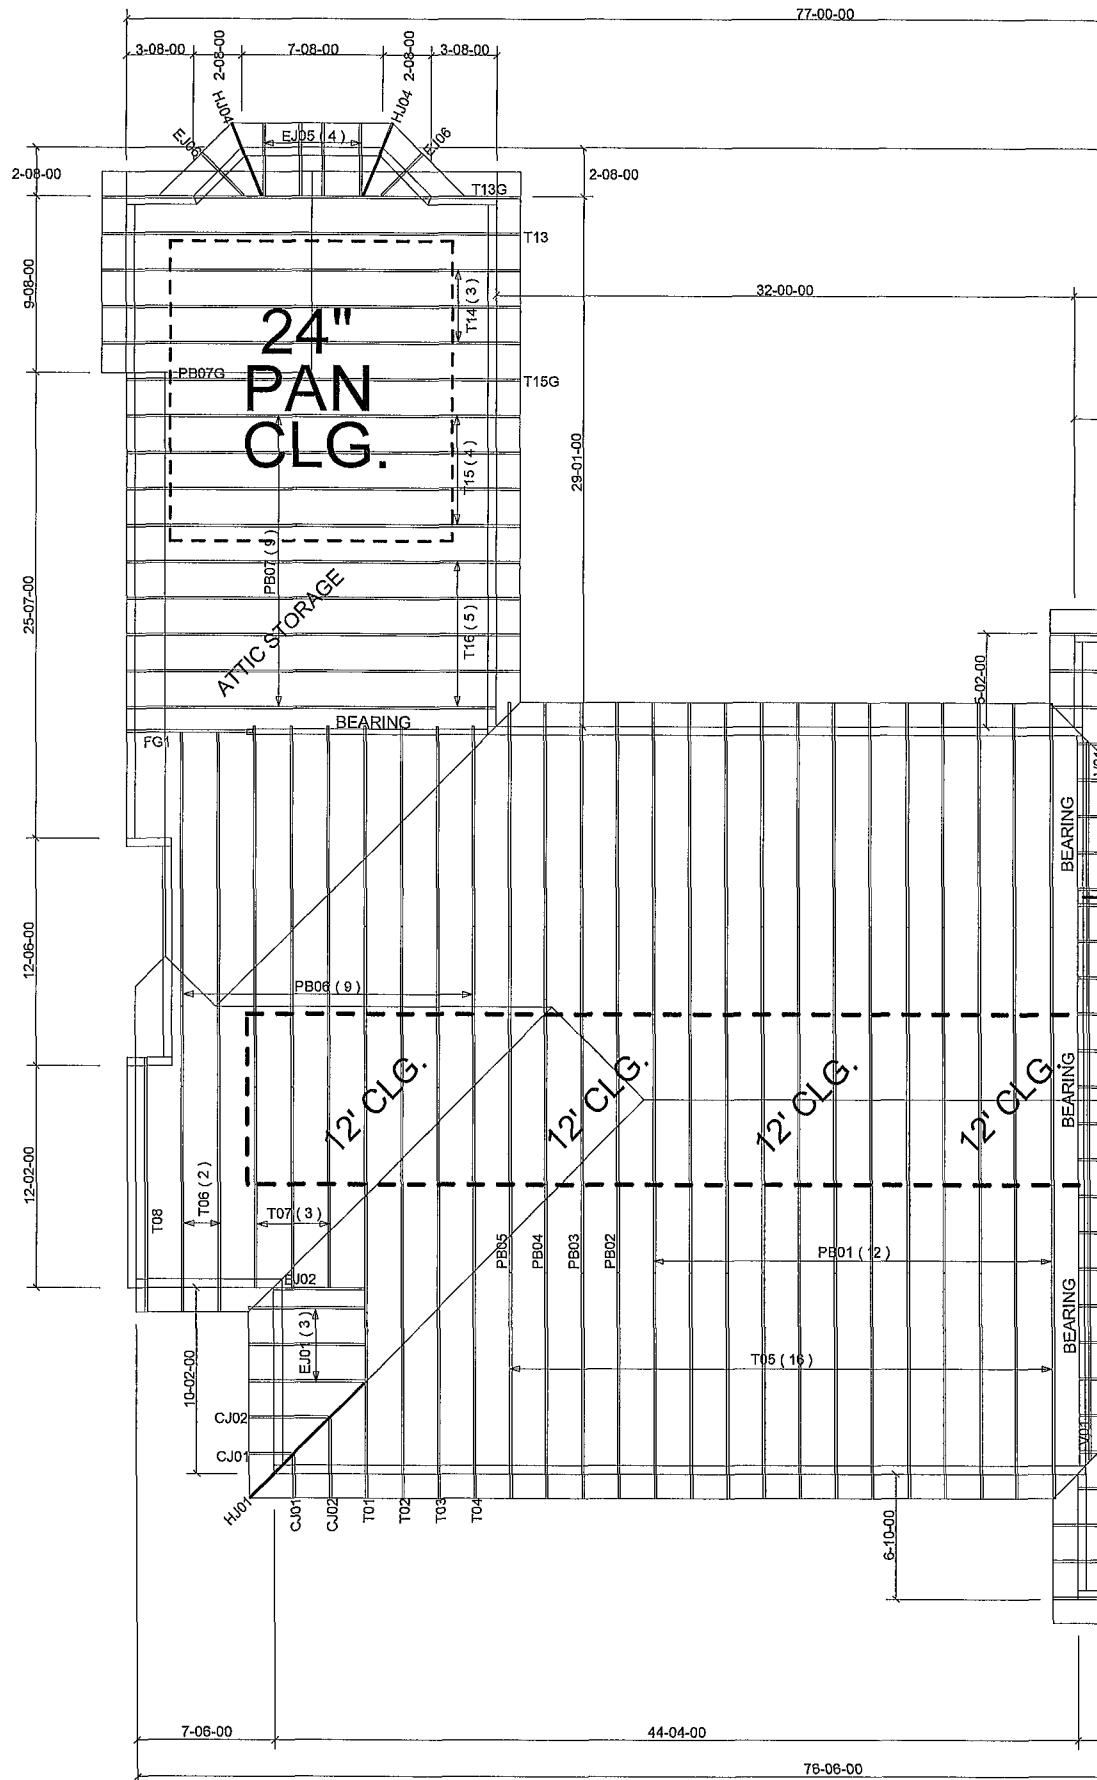 77-00-00
3-08-00
2-08-00
7-08-00
2-08-00
3-08-00
HJ04
HJ04
EJ06
EJ05 ( 4 )
EJ06
2-08-00
2-08-00
T13G
T13
9-08-00
24"
PAN
CLG.
T14 ( 3 )
32-00-00
PB07G
T15G
29-01-00
T15 ( 4 )
PB07 ( 9 )
25-07-00
ATTIC STORAGE
T16 ( 5 )
6-02-00
BEARING
FG1
BEARING
12-06-00
PB06 ( 9 )
12' CLG.
12' CLG.
12' CLG.
12' CLG.
BEARING
12-02-00
T08
T06 ( 2 )
T07 ( 3 )
PB05
PB04
PB03
PB02
PB01 ( 12 )
EJ02
BEARING
EJ01 ( 3 )
T05 ( 16 )
10-02-00
CJ02
CJ01
V01
HJ01
CJ01
CJ02
T01
T02
T03
T04
6-10-00
7-06-00
44-04-00
76-06-00